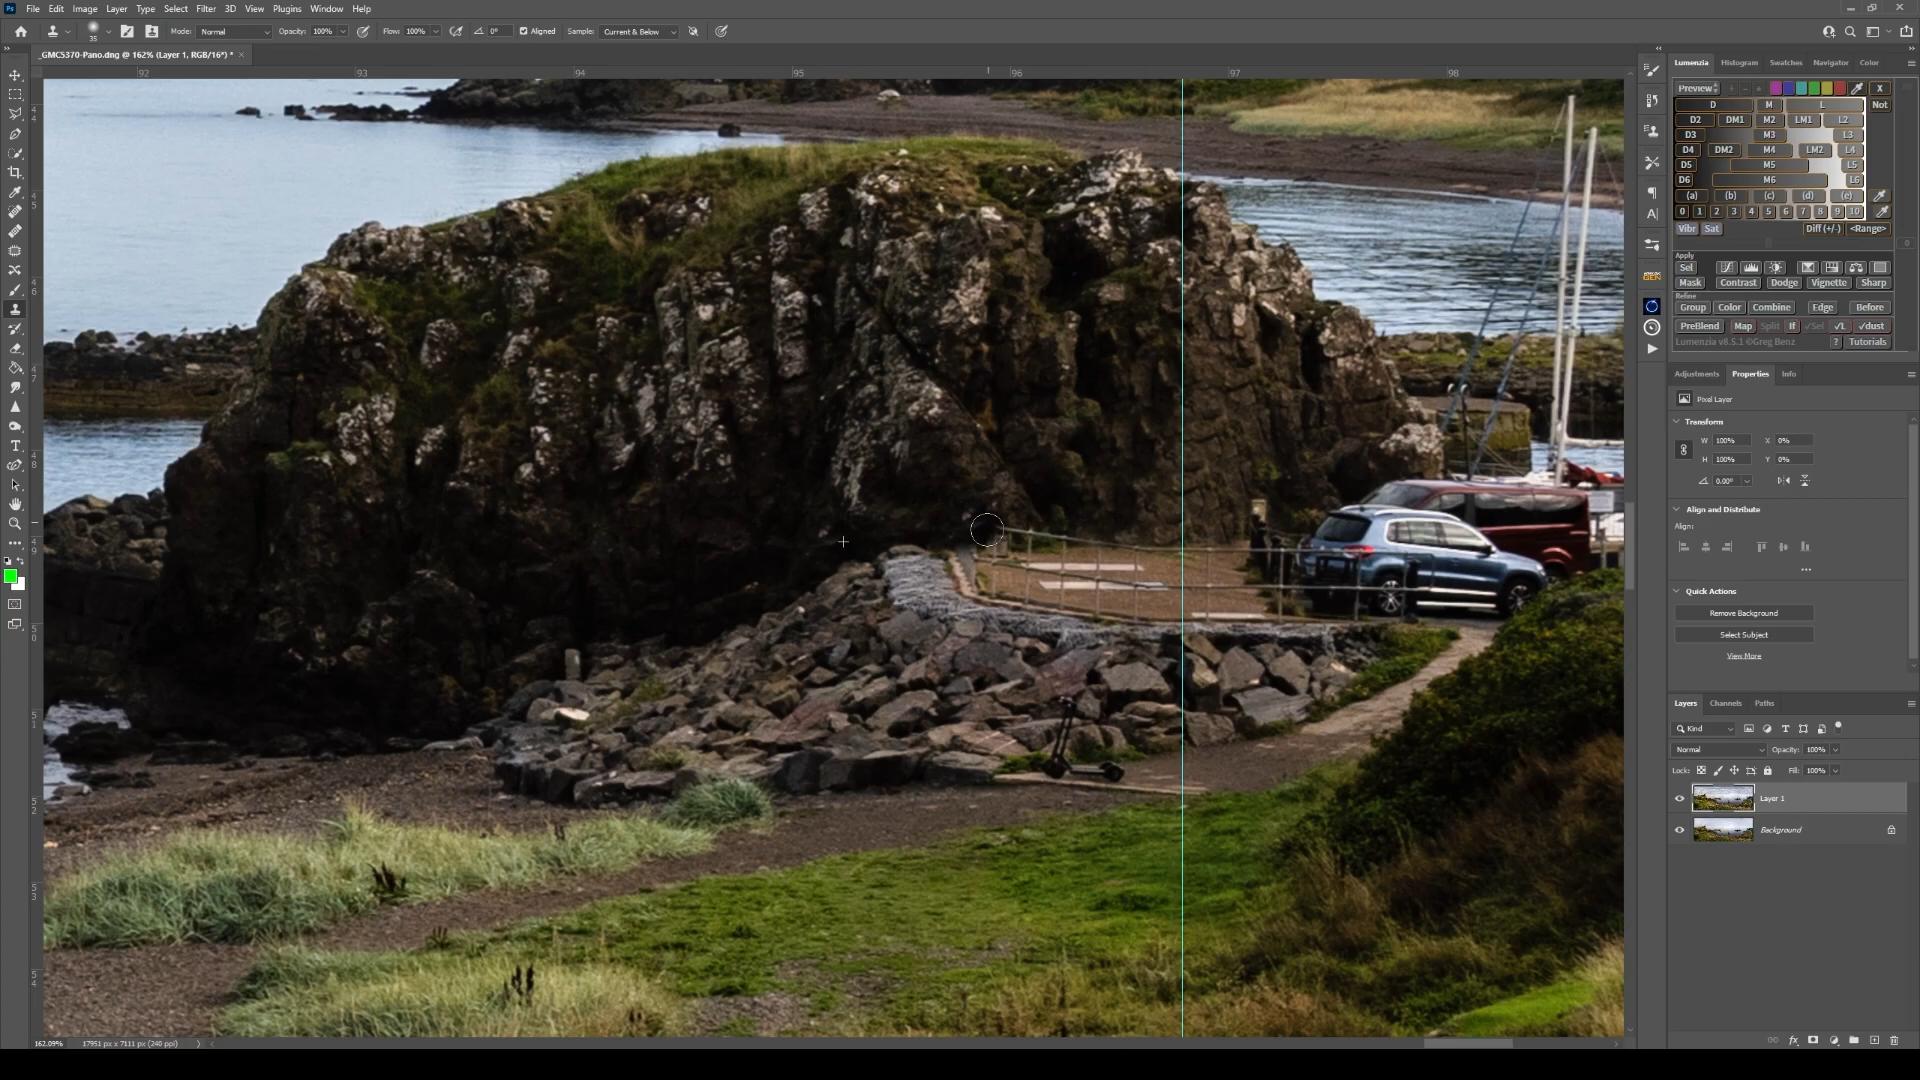 File Edit Image Layer Type Select Filter 3D View Plugins Window Help
35 Mode: Normal Opacity: 100% Flow: 100% 0° Aligned Sample: Current & Below
_GMC5370-Pano.dng @ 162% (Layer 1, RGB/16*) *
92 93 94 95 96 97 98
Lumenzia Histogram Swatches Navigator Color
Preview X
D M L Not
D2 DM1 M2 LM1 L2
D3 M3 L3
D4 DM2 M4 LM2 L4
D5 M5 L5
D6 M6 L6
(a) (b) (c) (d) (e)
0 1 2 3 4 5 6 7 8 9 10
Vibr Sat Diff (+/-) <Range>
0
Apply
Sel
Mask Contrast Dodge Vignette Sharp
Refine
Group Color Combine Edge Before
PreBlend Map Split If ✓Sel ✓L ✓dust
Lumenzia v8.5.1 ©Greg Benz ? Tutorials
Adjustments Properties Info
Pixel Layer
Transform
W 100% X 0%
H 100% Y 0%
0.00°
Align and Distribute
Align:
Quick Actions
Remove Background
Select Subject
View More
Layers Channels Paths
Kind
Normal Opacity: 100%
Lock: Fill: 100%
Layer 1
Background
162.09% 17951 px x 7111 px (240 ppi)